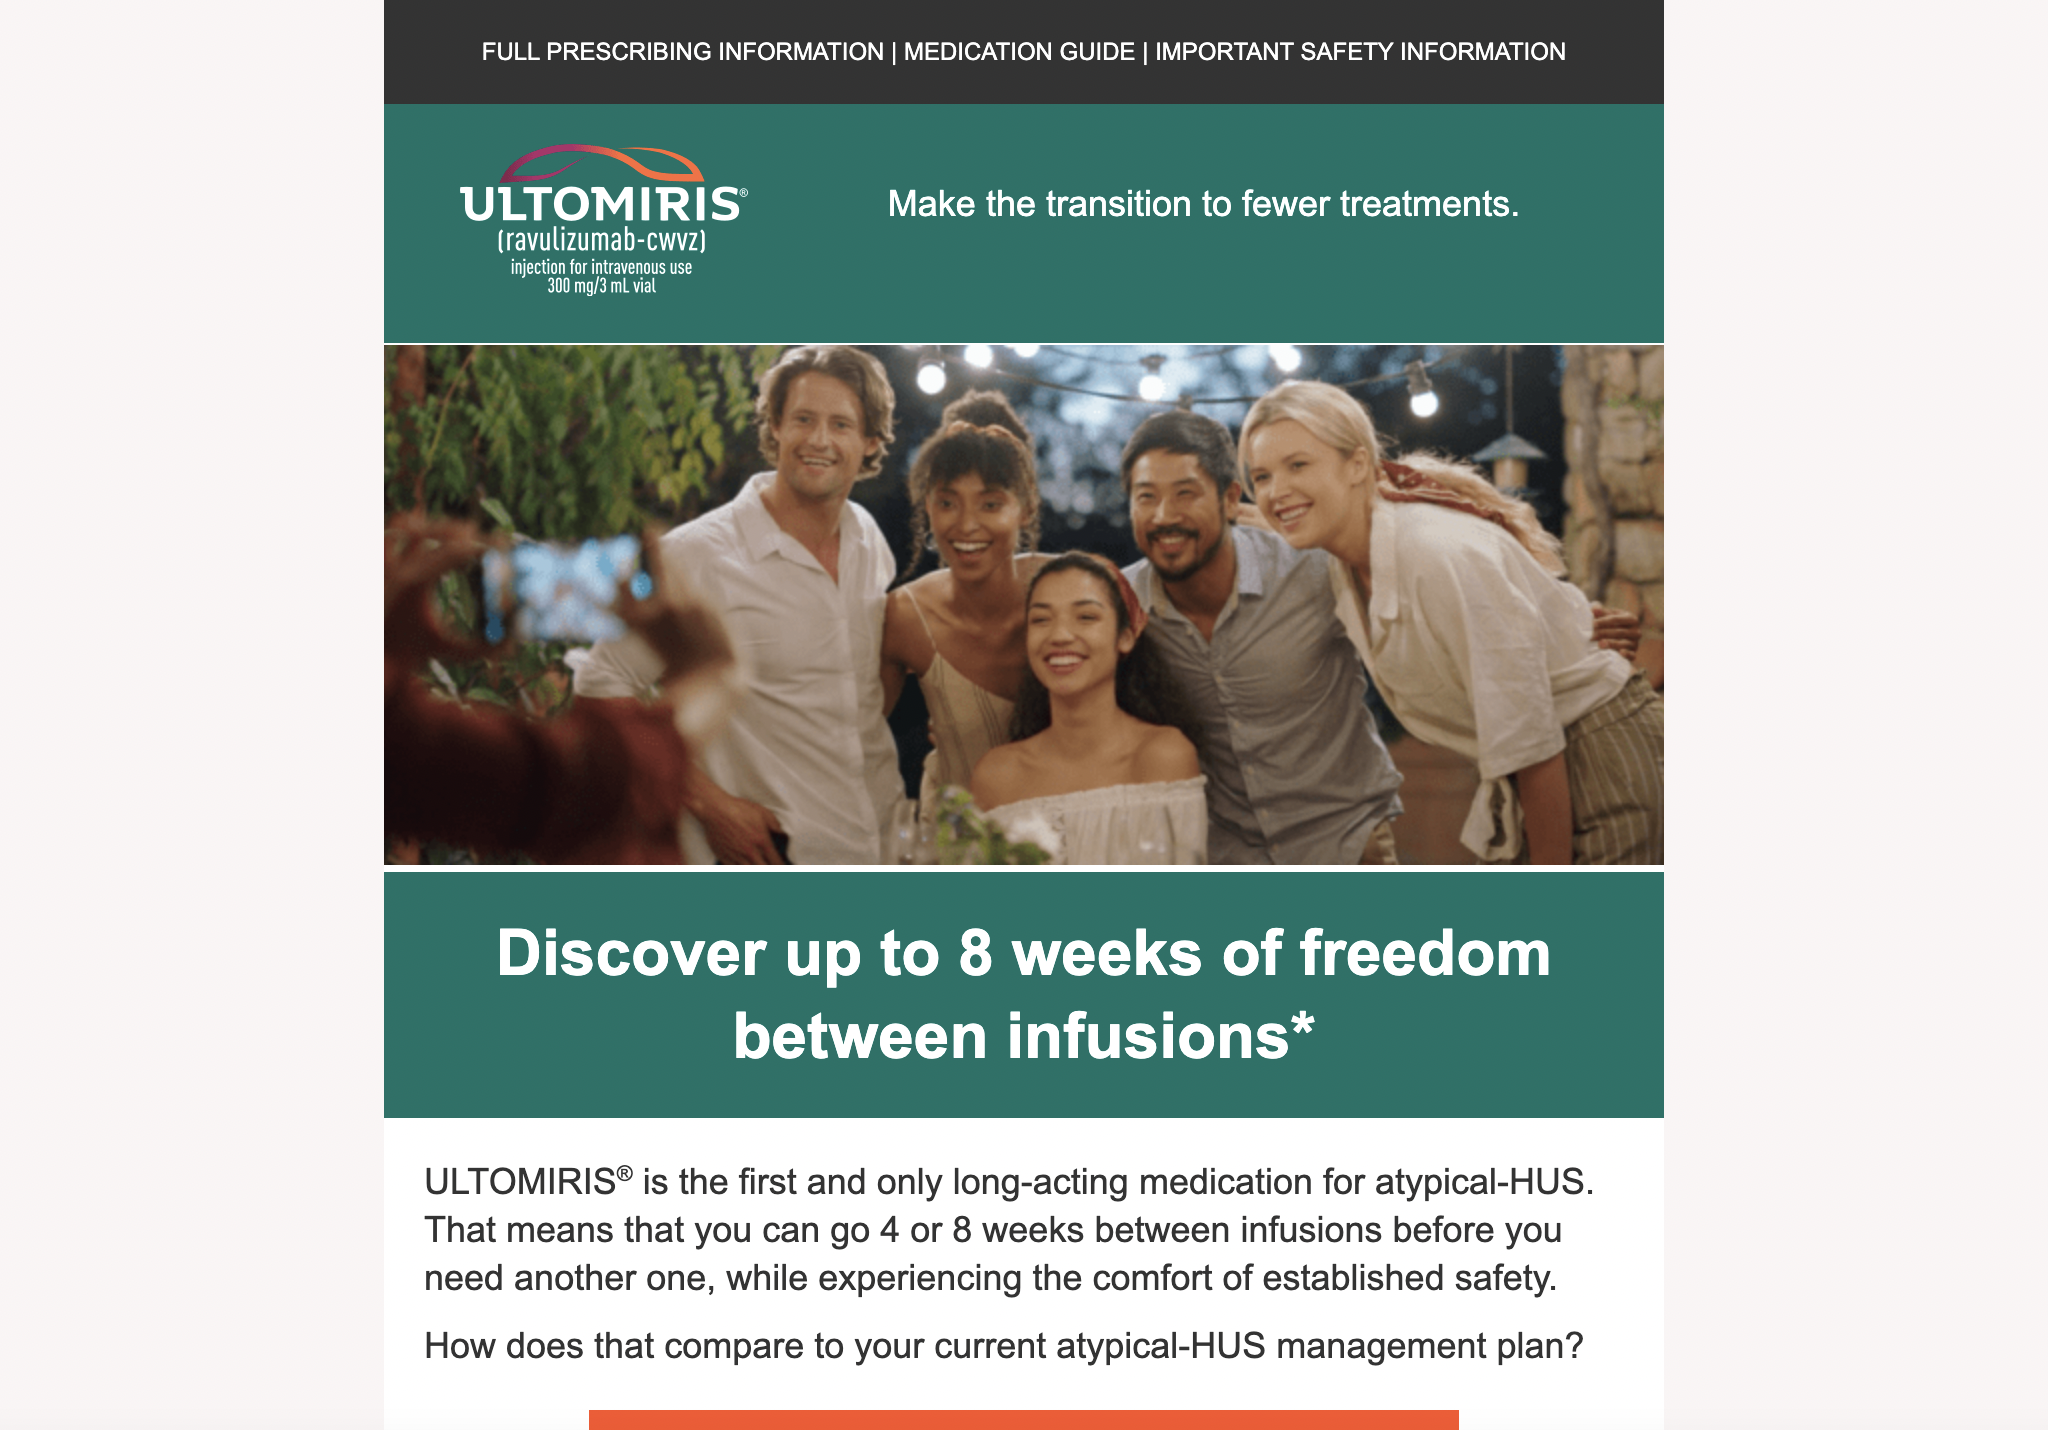 FULL PRESCRIBING INFORMATION | MEDICATION GUIDE | IMPORTANT SAFETY INFORMATION
ULTOMIRIS®
(ravulizumab-cwvz)
injection for intravenous use
300 mg/3 mL vial
Make the transition to fewer treatments.
Discover up to 8 weeks of freedom
between infusions*
ULTOMIRIS® is the first and only long-acting medication for atypical-HUS.
That means that you can go 4 or 8 weeks between infusions before you
need another one, while experiencing the comfort of established safety.
How does that compare to your current atypical-HUS management plan?